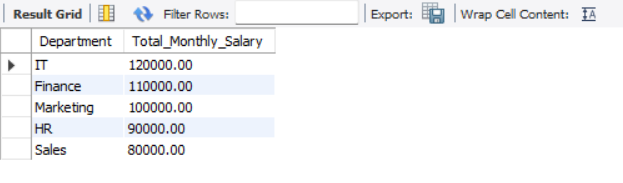 Result Grid Filter Rows: Export: Wrap Cell Content: IA
Department Total_Monthly_Salary
IT 120000.00
Finance 110000.00
Marketing 100000.00
HR 90000.00
Sales 80000.00